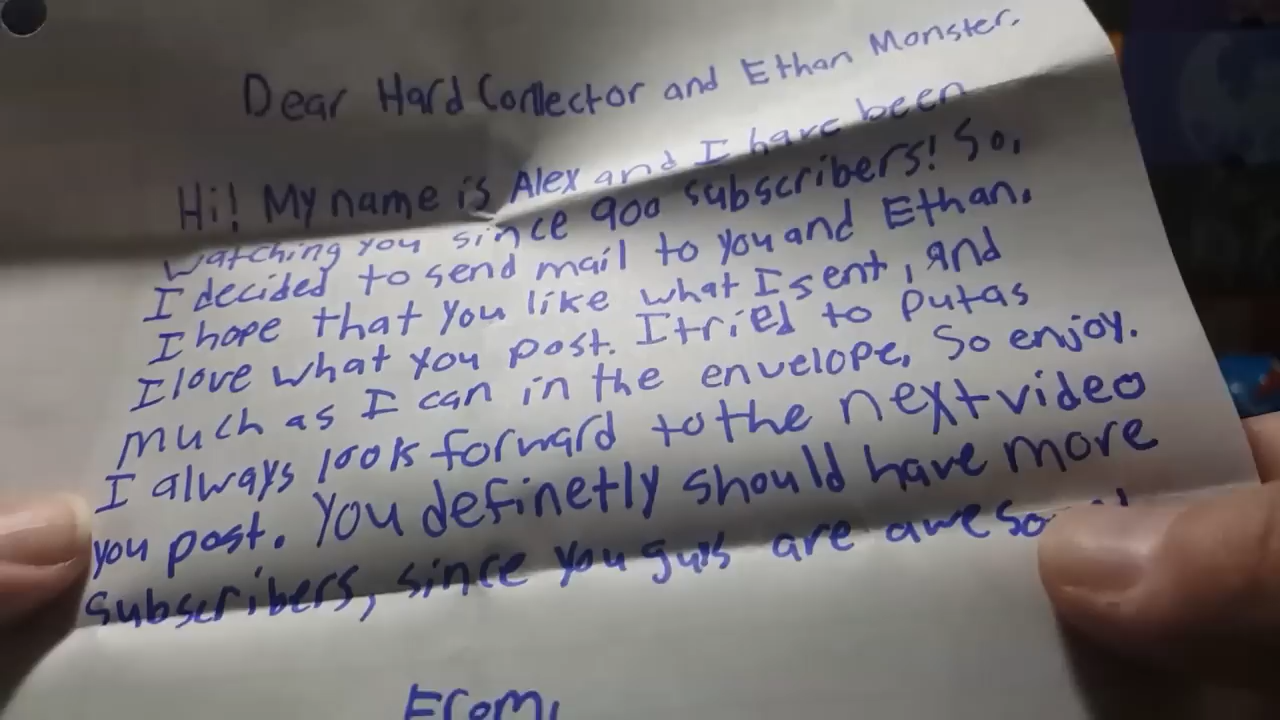 Dear Hard Conllector and Ethan Monster.
Hi! My name is Alex and I have been
watching you since 900 subscribers! So,
I decided to send mail to you and Ethan.
I hope that you like what I sent, and
I love what you post. I tried to put as
much as I can in the envelope, So enjoy.
I always look forward to the next video
you post. You definetly should have more
subscribers, since you guys are
From,